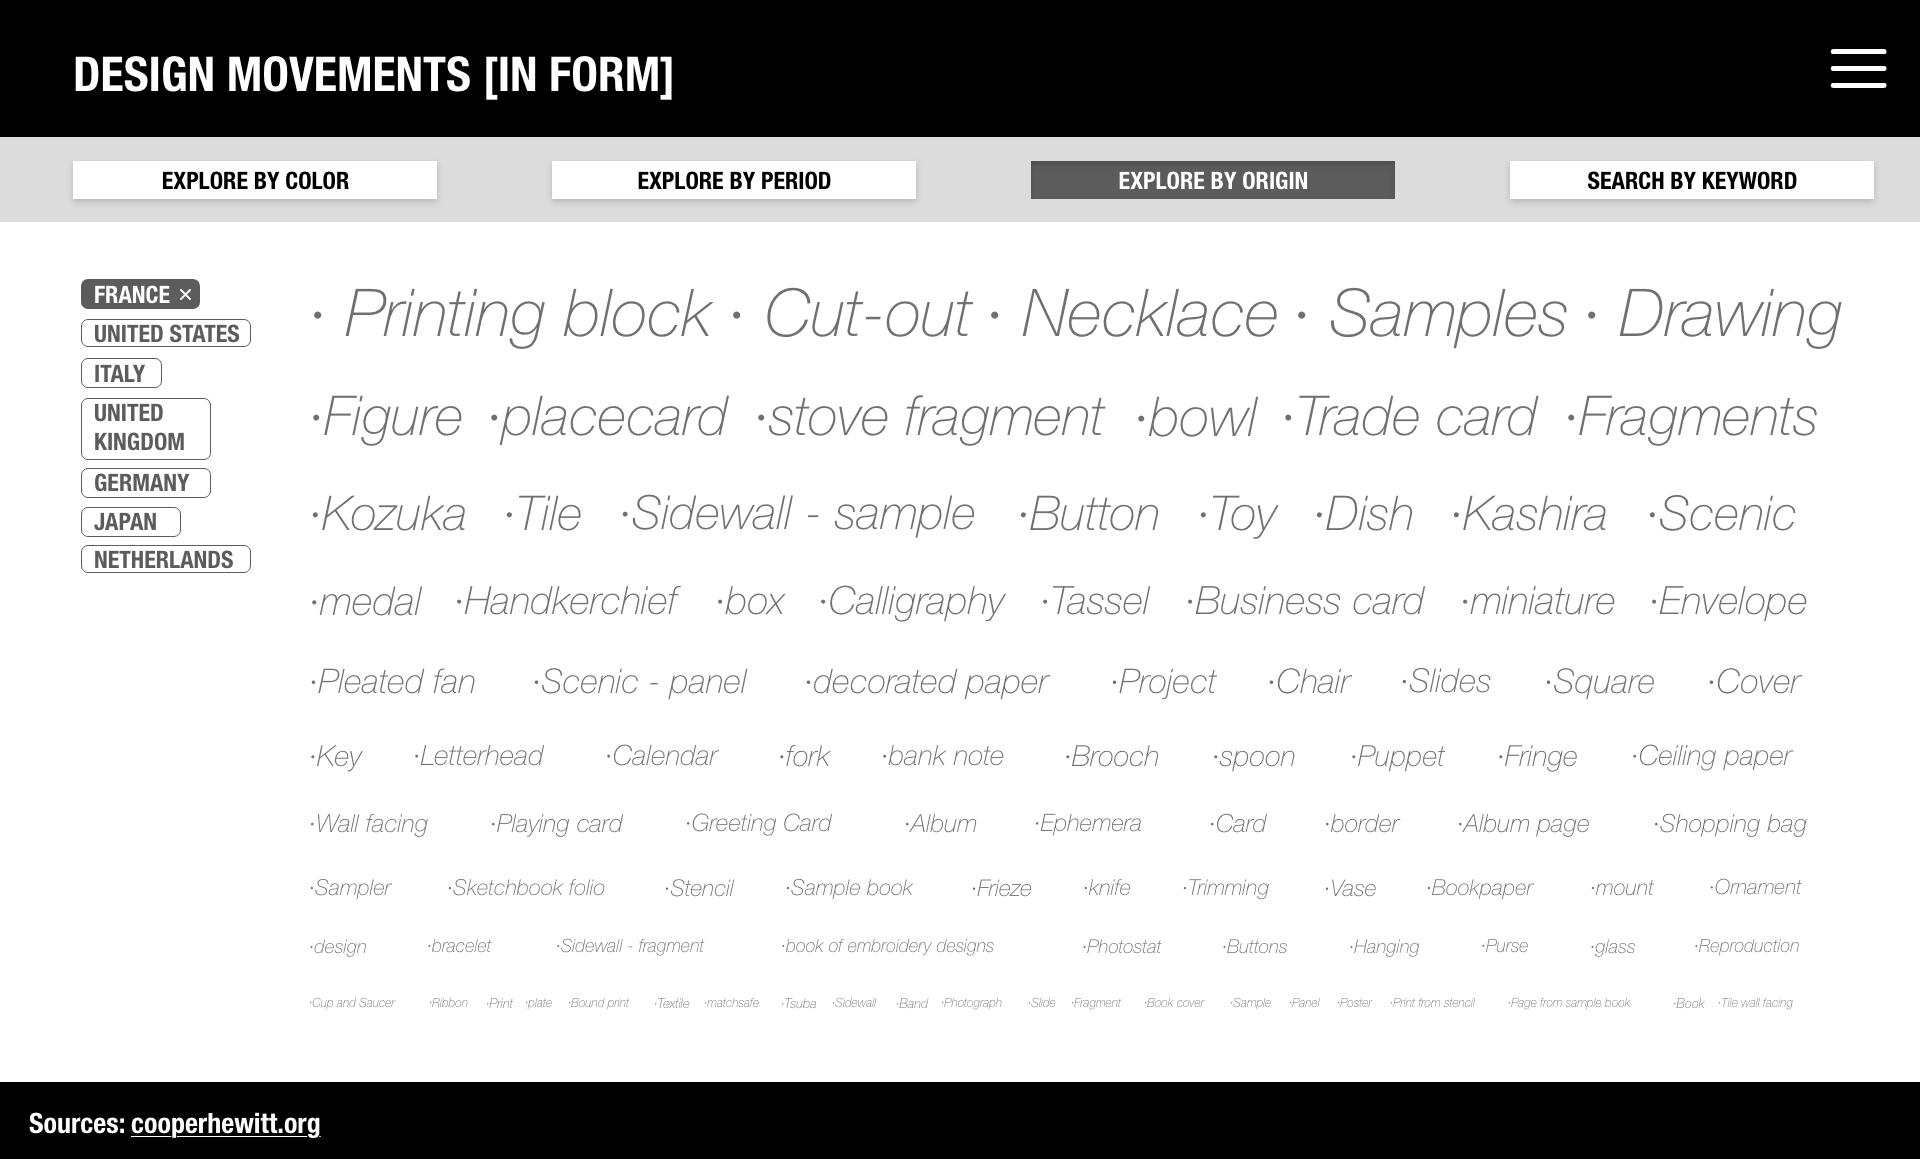 DESIGN MOVEMENTS [IN FORM]
EXPLORE BY COLOR EXPLORE BY PERIOD EXPLORE BY ORIGIN SEARCH BY KEYWORD
FRANCE ×
UNITED STATES
ITALY
UNITED
KINGDOM
GERMANY
JAPAN
NETHERLANDS
· Printing block · Cut-out · Necklace · Samples · Drawing
·Figure ·placecard ·stove fragment ·bowl ·Trade card ·Fragments
·Kozuka ·Tile ·Sidewall - sample ·Button ·Toy ·Dish ·Kashira ·Scenic
·medal ·Handkerchief ·box ·Calligraphy ·Tassel ·Business card ·miniature ·Envelope
·Pleated fan ·Scenic - panel ·decorated paper ·Project ·Chair ·Slides ·Square ·Cover
·Key ·Letterhead ·Calendar ·fork ·bank note ·Brooch ·spoon ·Puppet ·Fringe ·Ceiling paper
·Wall facing ·Playing card ·Greeting Card ·Album ·Ephemera ·Card ·border ·Album page ·Shopping bag
·Sampler ·Sketchbook folio ·Stencil ·Sample book ·Frieze ·knife ·Trimming ·Vase ·Bookpaper ·mount ·Ornament
·design ·bracelet ·Sidewall - fragment ·book of embroidery designs ·Photostat ·Buttons ·Hanging ·Purse ·glass ·Reproduction
·Cup and Saucer ·Ribbon ·Print ·plate ·Bound print ·Textile ·matchsafe ·Tsuba ·Sidewall ·Band ·Photograph ·Slide ·Fragment ·Book cover ·Sample ·Panel ·Poster ·Print from stencil ·Page from sample book ·Book ·Tile wall facing
Sources: cooperhewitt.org